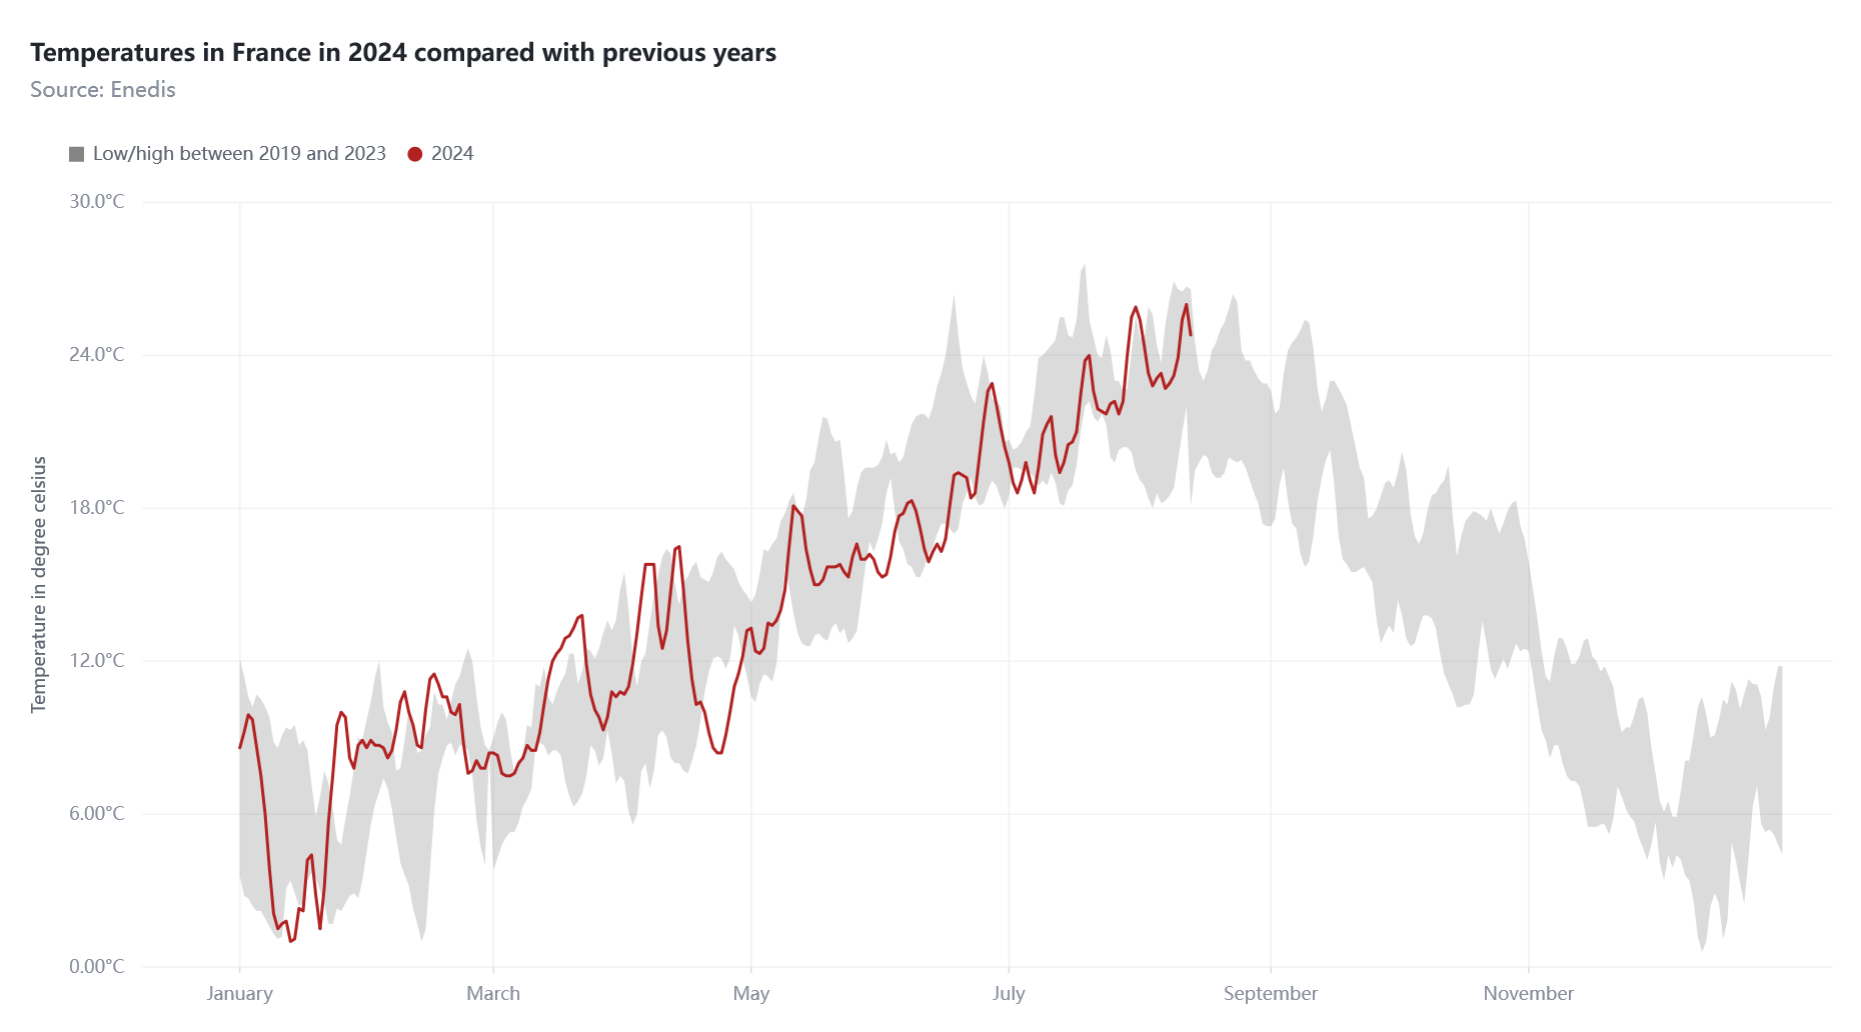 Temperatures in France in 2024 compared with previous years
Source: Enedis
Low/high between 2019 and 2023 2024
30.0°C
24.0°C
18.0°C
12.0°C
6.00°C
0.00°C
Temperature in degree celsius
January March May July September November